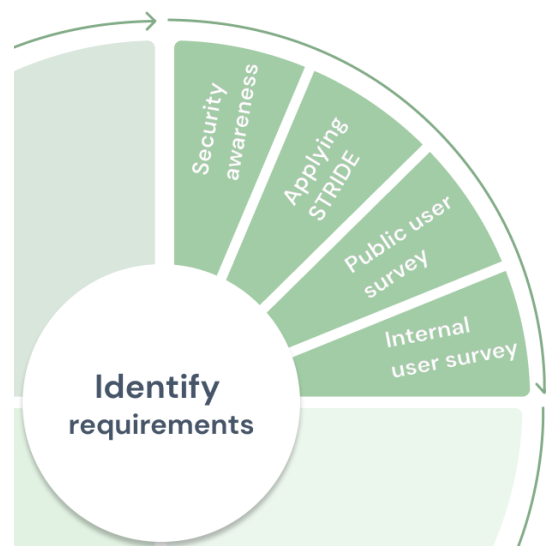 Security
awareness
Applying
STRIDE
Public user
survey
Internal
user survey
Identify
requirements